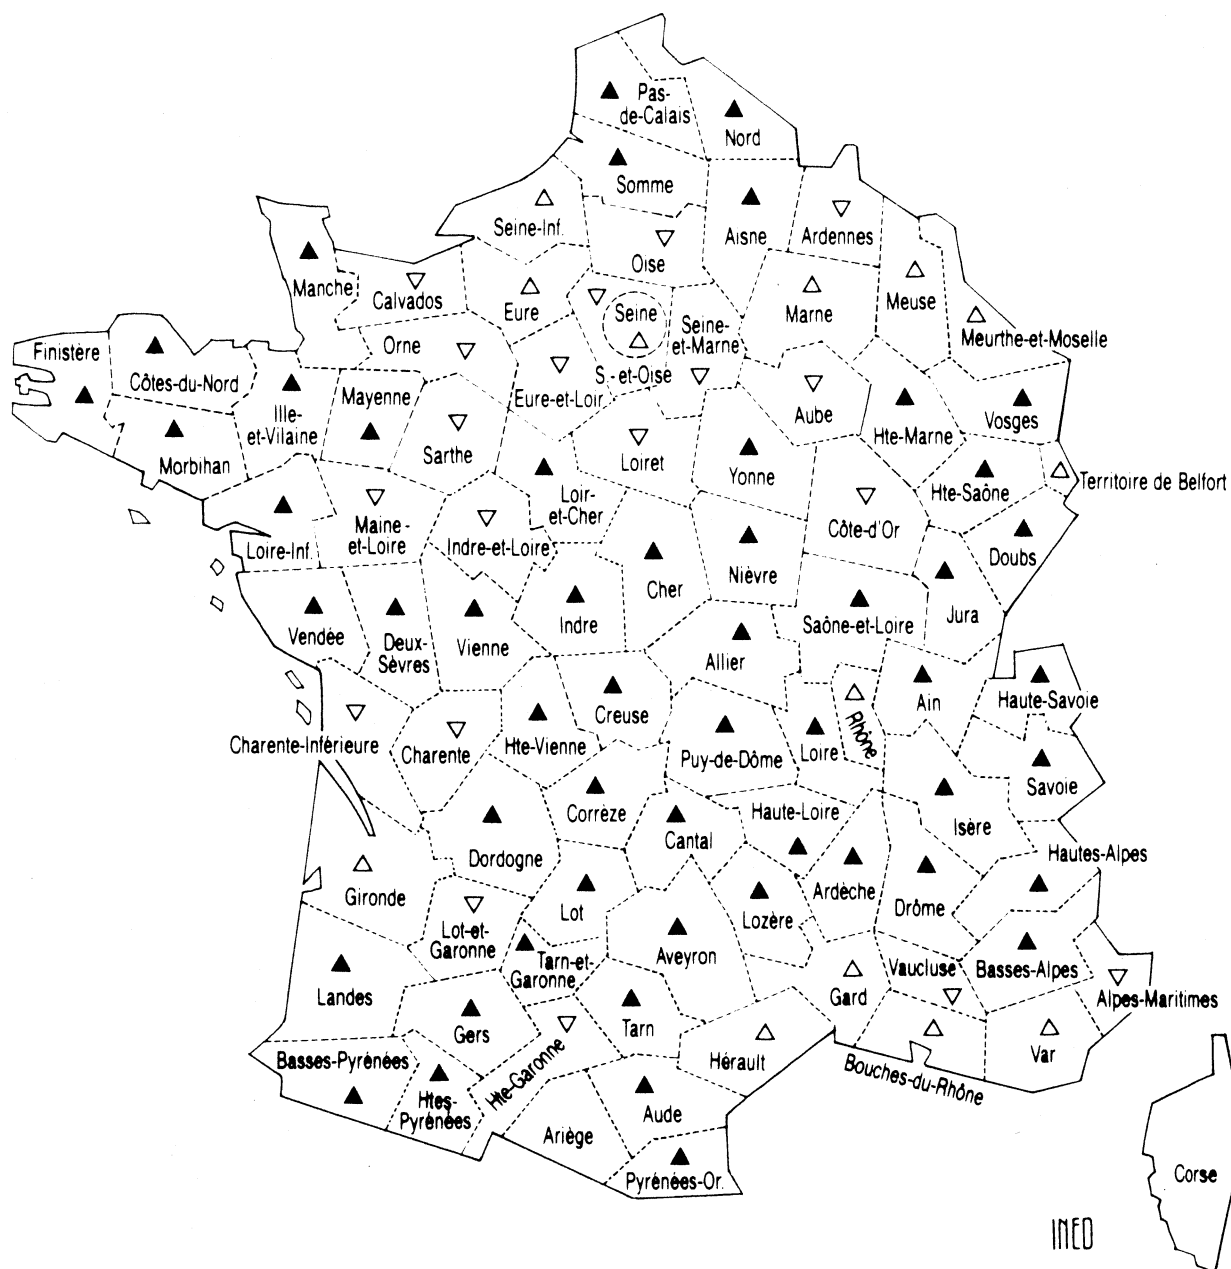 Pas-
de-Calais
Nord
Somme
Seine-Inf.
Aisne
Ardennes
Oise
Manche
Calvados
Eure
Seine
Seine-
et-Marne
Marne
Meuse
Meurthe-et-Moselle
Finistère
Côtes-du-Nord
Orne
Mayenne
S.-et-Oise
Eure-et-Loir
Ille-
et-Vilaine
Aube
Vosges
Hte-Marne
Morbihan
Sarthe
Loiret
Yonne
Territoire de Belfort
Hte-Saône
Loir-
et-Cher
Maine-
et-Loire
Loire-Inf.
Indre-et-Loire
Côte-d'Or
Doubs
Nièvre
Cher
Jura
Vendée
Deux-
Sèvres
Vienne
Indre
Saône-et-Loire
Allier
Ain
Haute-Savoie
Creuse
Charente-Inférieure
Charente
Hte-Vienne
Puy-de-Dôme
Loire
Rhône
Savoie
Corrèze
Haute-Loire
Isère
Cantal
Hautes-Alpes
Dordogne
Gironde
Lot
Lozère
Ardèche
Drôme
Lot-et-
Garonne
Tarn-et-
Garonne
Aveyron
Vaucluse
Basses-Alpes
Landes
Gard
Alpes-Maritimes
Gers
Tarn
Hérault
Var
Basses-Pyrénées
Hte-Garonne
Bouches-du-Rhône
Htes-
Pyrénées
Aude
Ariège
Pyrénées-Or.
Corse
INED